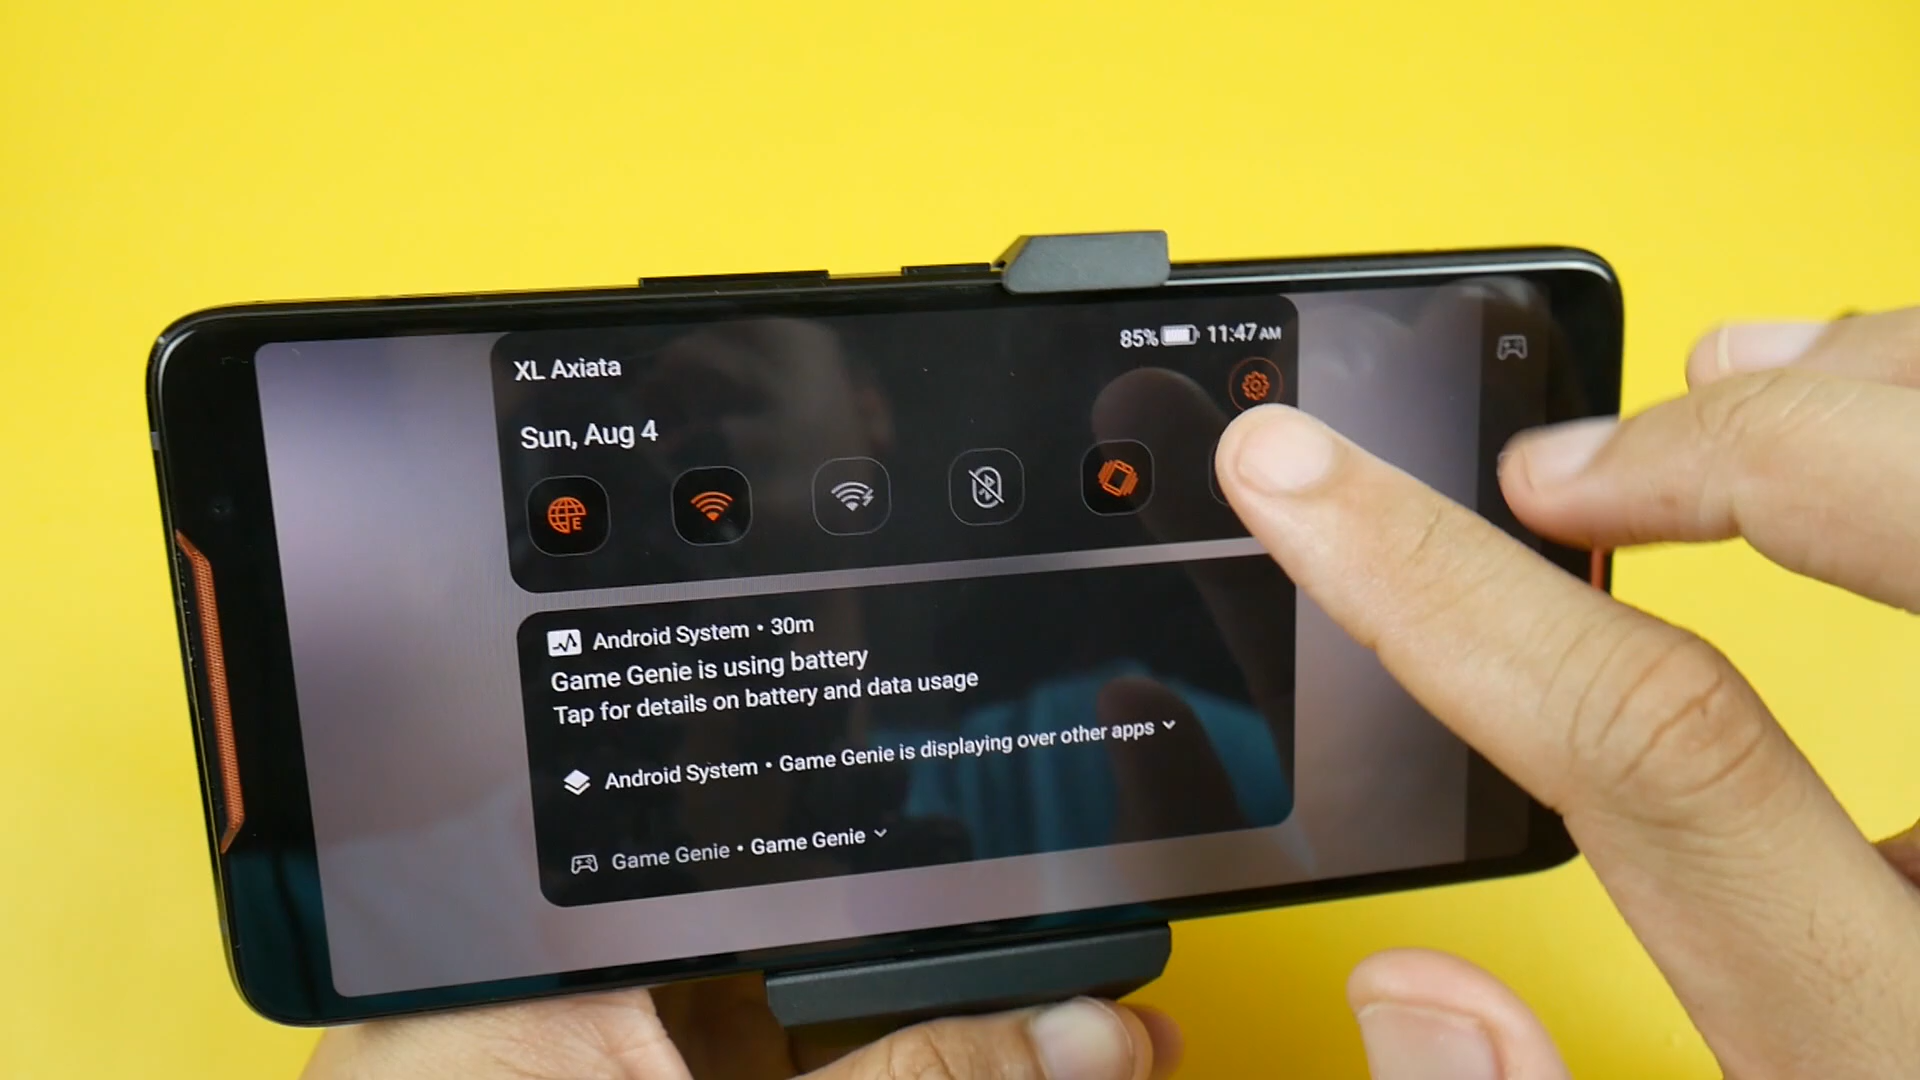 85% 11:47 AM
XL Axiata
Sun, Aug 4
E
Android System • 30m
Game Genie is using battery
Tap for details on battery and data usage
Android System • Game Genie is displaying over other apps
Game Genie • Game Genie